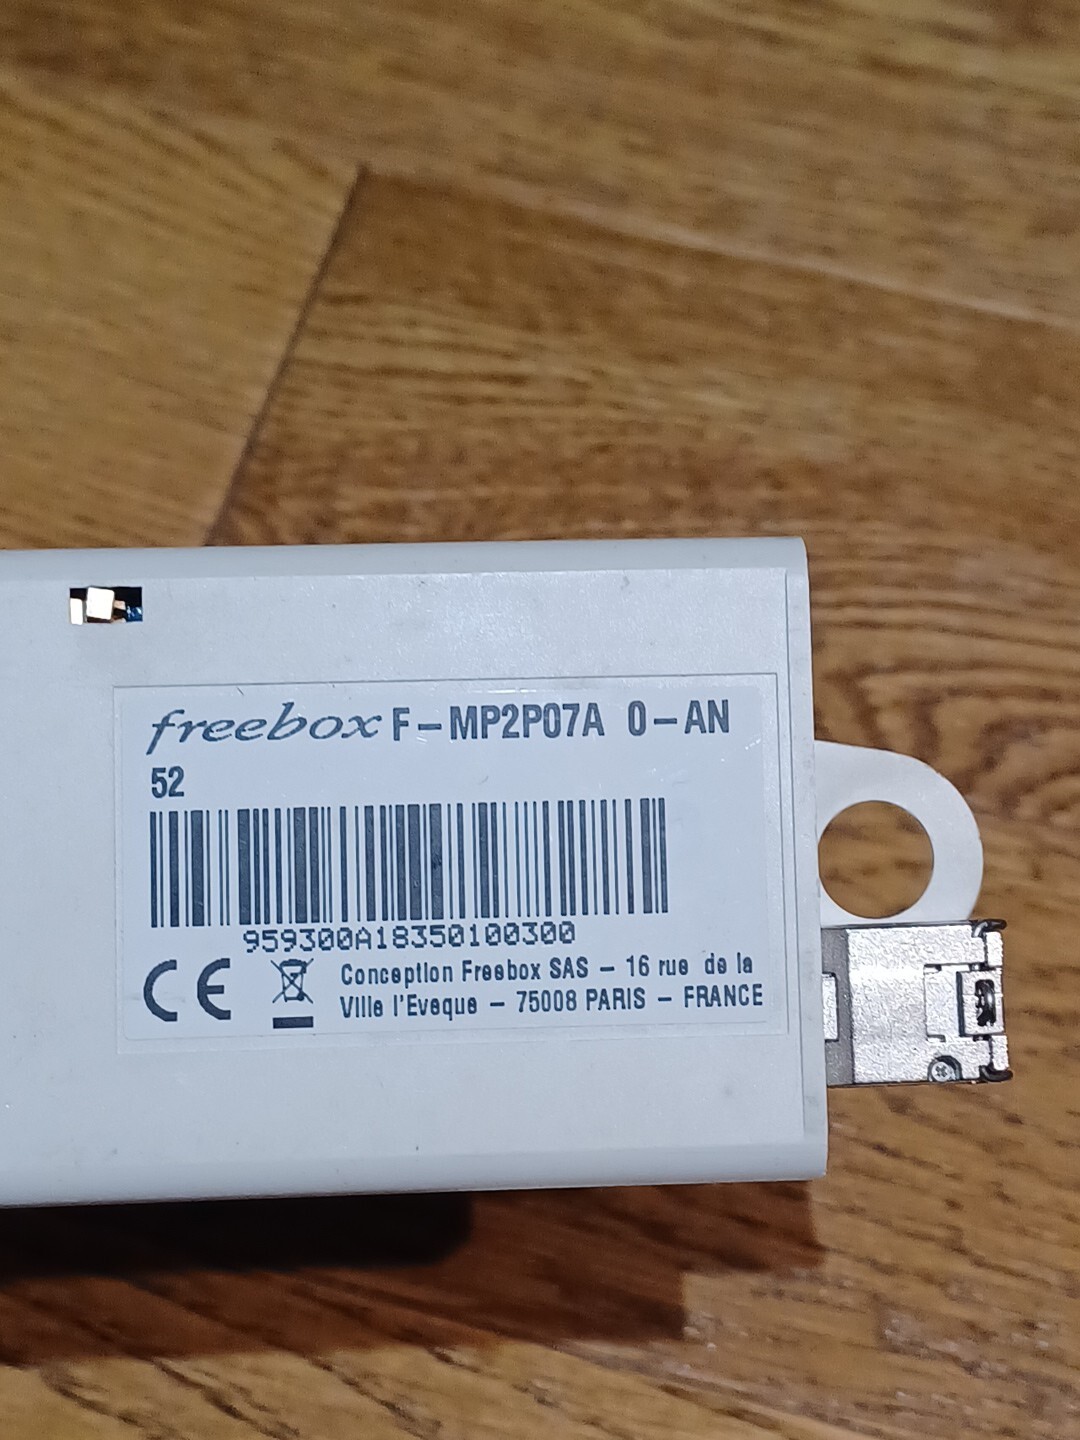 freebox F-MP2P07A 0-AN
52
959300A18350100300
CE
Conception Freebox SAS - 16 rue de la
Ville l'Eveque - 75008 PARIS - FRANCE